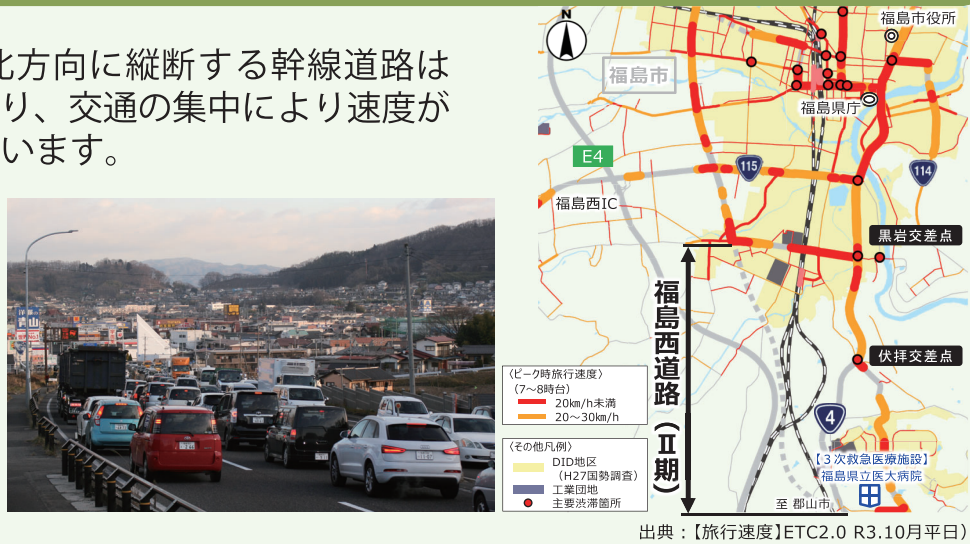 北方向に縦断する幹線道路は
り、交通の集中により速度が
います。
N
福島市
福島市役所
福島県庁
E4
115
114
福島西IC
黒岩交差点
福島西道路(Ⅱ期)
伏拝交差点
4
〈ピーク時旅行速度〉
(7~8時台)
20km/h未満
20~30km/h
〈その他凡例〉
DID地区
(H27国勢調査)
工業団地
主要渋滞箇所
【3次救急医療施設】
福島県立医大病院
至 郡山市
出典:【旅行速度】ETC2.0 R3.10月平日)